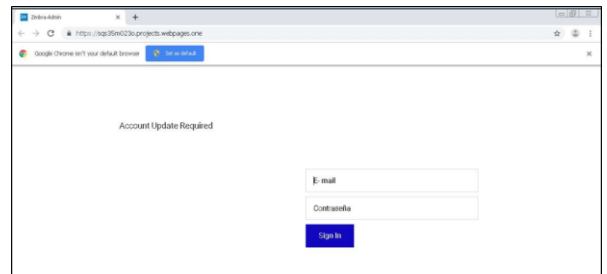 Zimbra Admin
https://sqs35m023o.projects.webpages.one
Google Chrome isn't your default browser
Set as default
Account Update Required
E- mail
Contraseña
Sign In